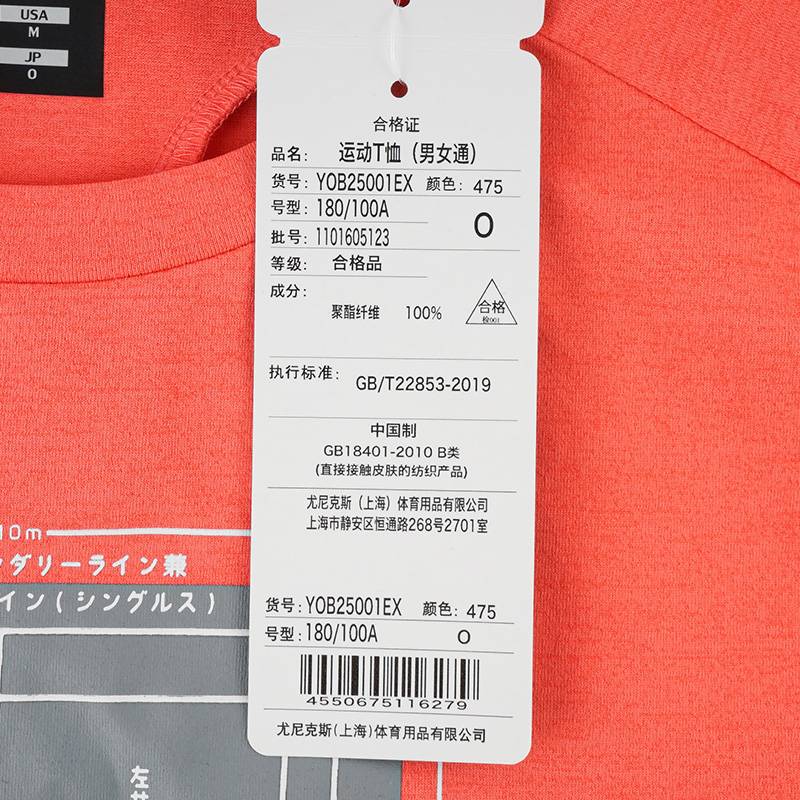 USA
M
JP
O
合格证
品名: 运动T恤（男女通）
货号: YOB25001EX 颜色: 475
号型: 180/100A
O
批号: 1101605123
等级: 合格品
成分:
聚酯纤维 100%
合格
检001
执行标准: GB/T22853-2019
中国制
GB18401-2010 B类
(直接接触皮肤的纺织产品)
尤尼克斯（上海）体育用品有限公司
上海市静安区恒通路268号2701室
10m
ンダリーライン兼
イン(シングルス)
货号: YOB25001EX 颜色: 475
号型: 180/100A O
4550675116279
尤尼克斯(上海)体育用品有限公司
左